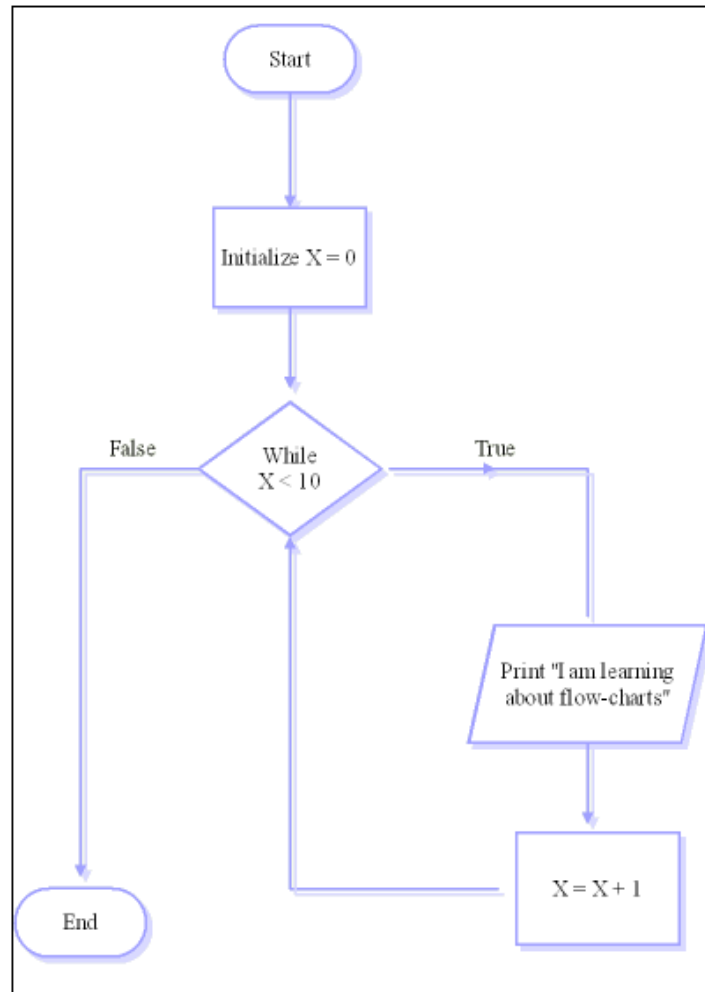 Start
Initialize X = 0
While
X < 10
False
True
Print "I am learning
about flow-charts"
X = X + 1
End